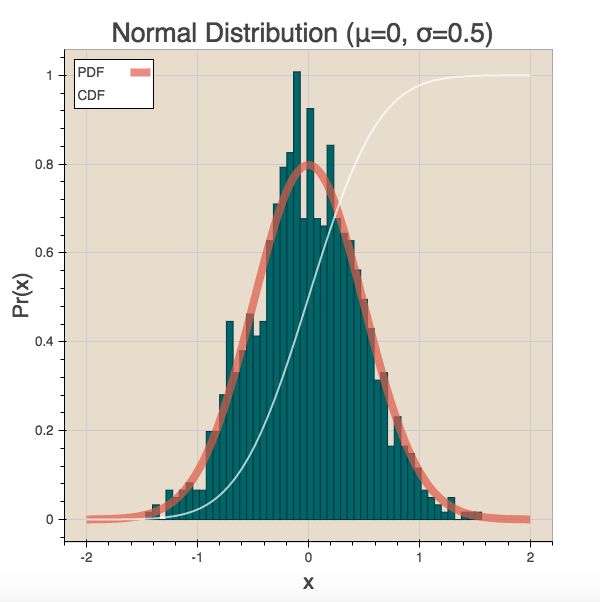 Normal Distribution (μ=0, σ=0.5)
PDF
CDF
1
0.8
0.6
0.4
0.2
0
Pr(x)
-2 -1 0 1 2
x